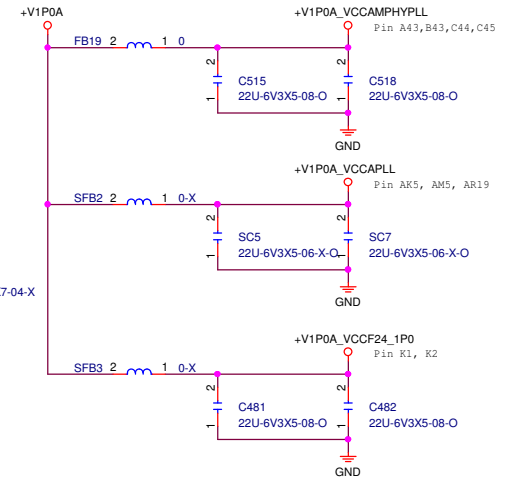 +V1P0A
+V1P0A_VCCAMPHYPLL
Pin A43,B43,C44,C45
FB19 2 1 0
2 2
C515 C518
1 22U-6V3X5-08-O 1 22U-6V3X5-08-O
GND
+V1P0A_VCCAPLL
Pin AK5, AM5, AR19
SFB2 2 1 0-X
2 2
SC5 SC7
1 22U-6V3X5-06-X-O 1 22U-6V3X5-06-X-O
7-04-X
GND
+V1P0A_VCCF24_1P0
Pin K1, K2
SFB3 2 1 0-X
2 2
C481 C482
1 22U-6V3X5-08-O 1 22U-6V3X5-08-O
GND